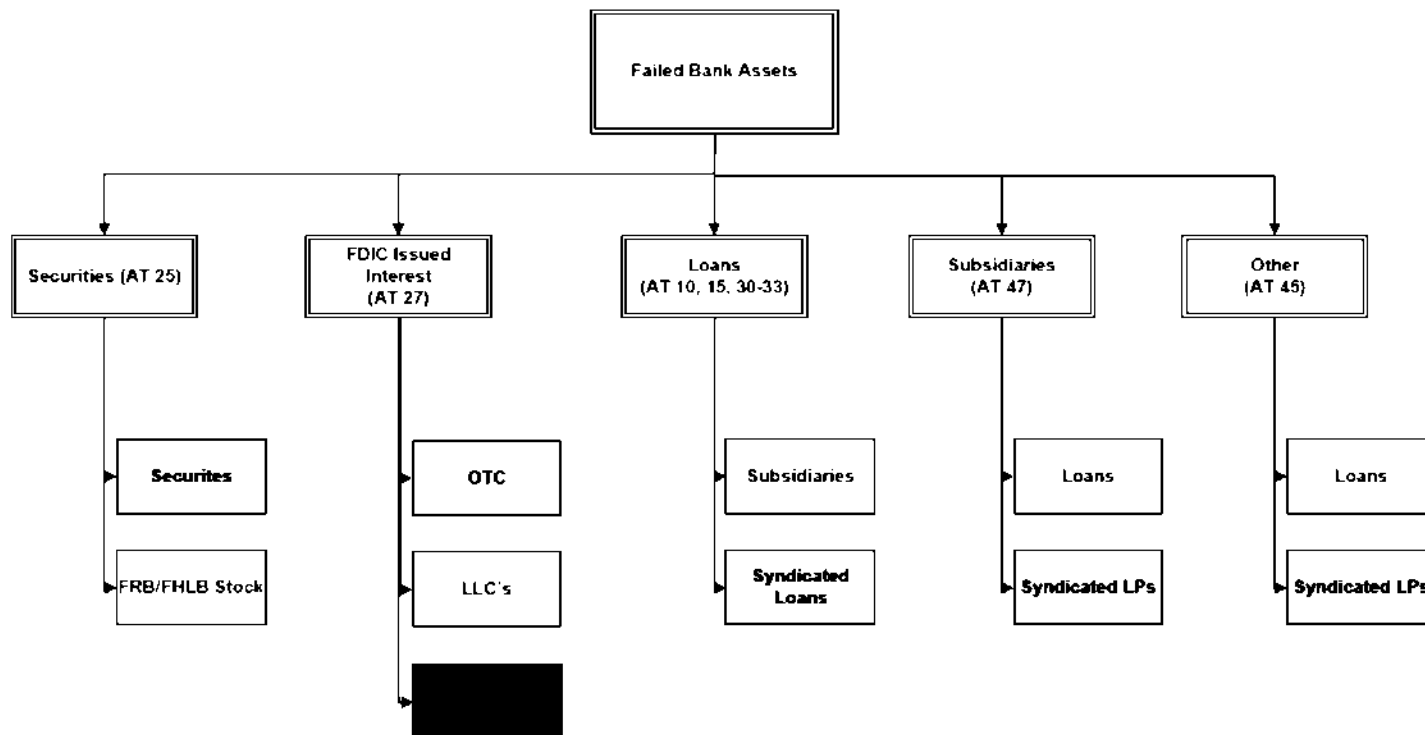 Failed Bank Assets
Securities (AT 25)
FDIC Issued
Interest
(AT 27)
Loans
(AT 10, 15, 30-33)
Subsidiaries
(AT 47)
Other
(AT 45)
Securites
OTC
Subsidiaries
Loans
Loans
FRB/FHLB Stock
LLC's
Syndicated
Loans
Syndicated LPs
Syndicated LPs